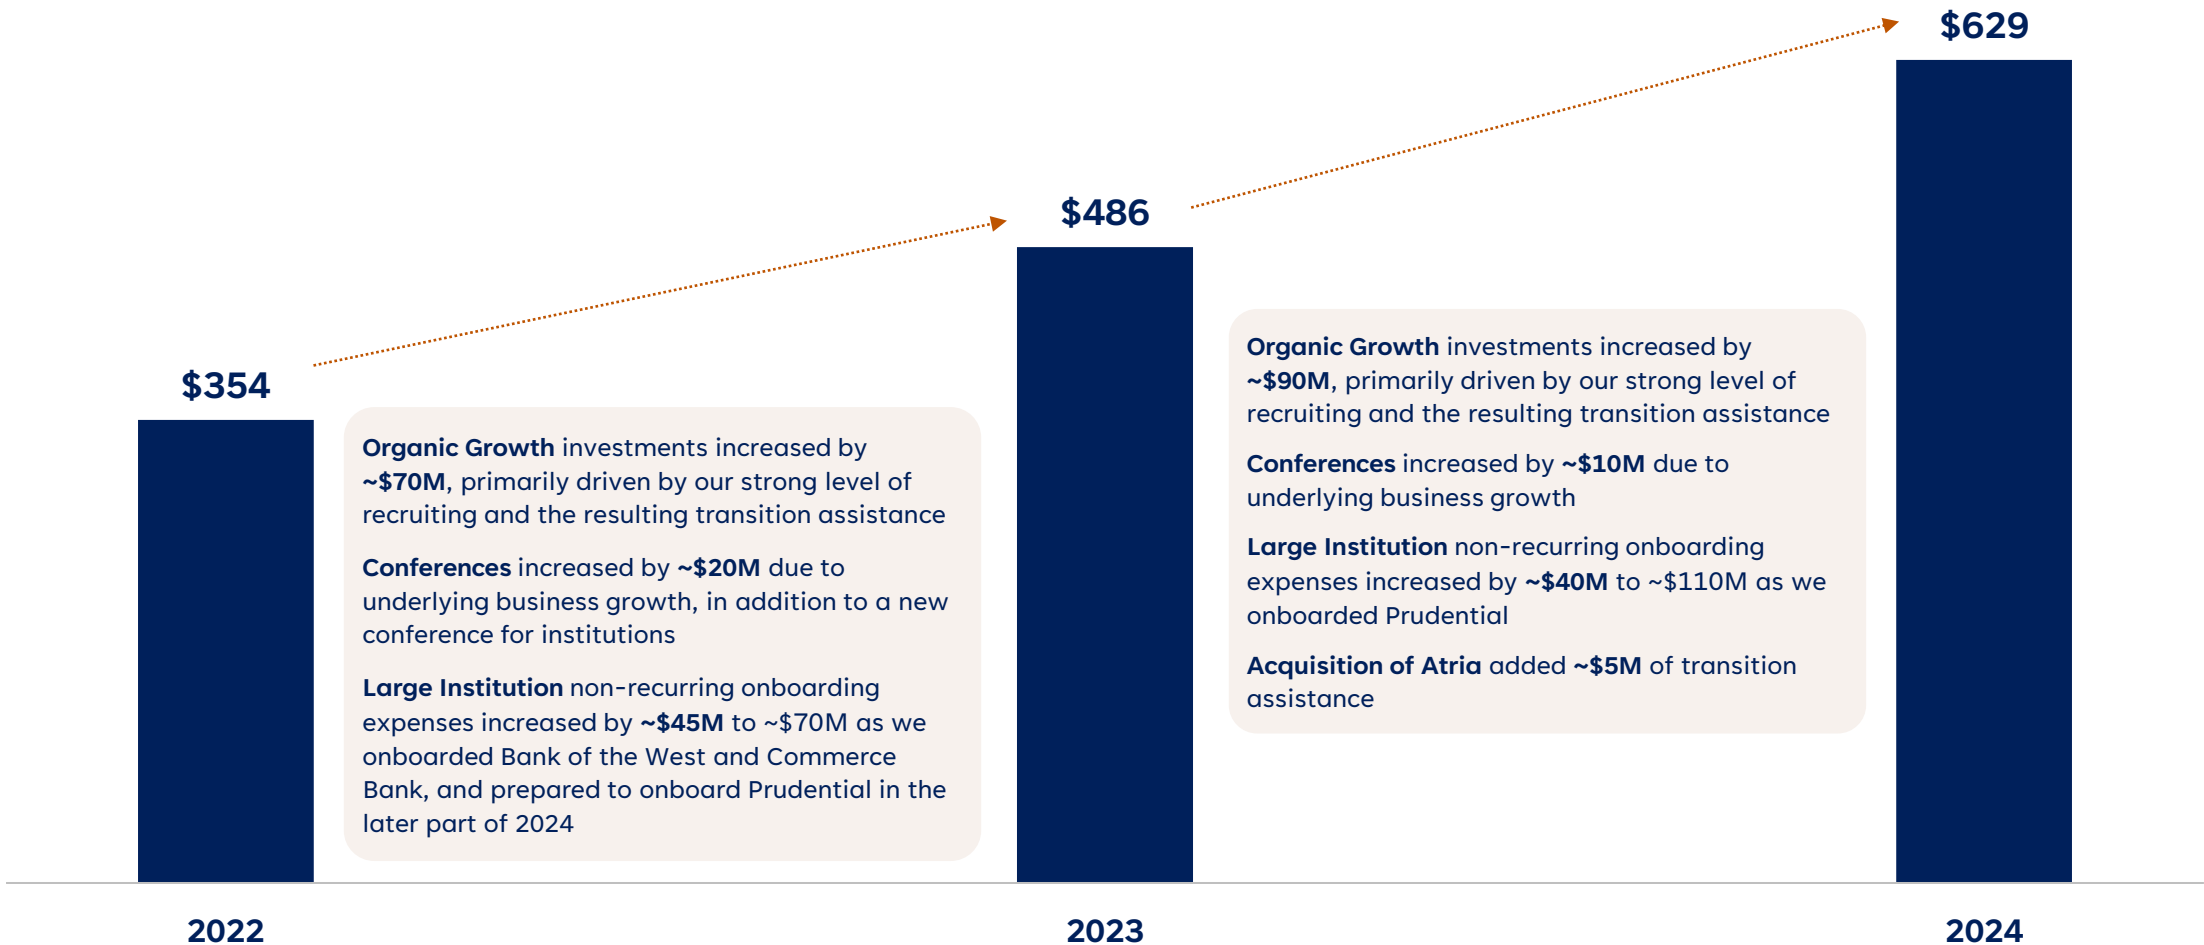 $629
$486
$354
Organic Growth investments increased by
~$70M, primarily driven by our strong level of
recruiting and the resulting transition assistance
Conferences increased by ~$20M due to
underlying business growth, in addition to a new
conference for institutions
Large Institution non-recurring onboarding
expenses increased by ~$45M to ~$70M as we
onboarded Bank of the West and Commerce
Bank, and prepared to onboard Prudential in the
later part of 2024
Organic Growth investments increased by
~$90M, primarily driven by our strong level of
recruiting and the resulting transition assistance
Conferences increased by ~$10M due to
underlying business growth
Large Institution non-recurring onboarding
expenses increased by ~$40M to ~$110M as we
onboarded Prudential
Acquisition of Atria added ~$5M of transition
assistance
2022
2023
2024